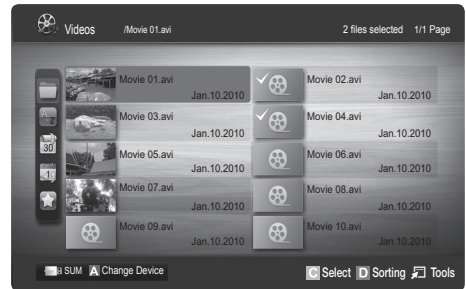 Videos /Movie 01.avi 2 files selected 1/1 Page
Movie 01.avi Movie 02.avi
Jan.10.2010 Jan.10.2010
Movie 03.avi Movie 04.avi
Jan.10.2010 Jan.10.2010
Movie 05.avi Movie 06.avi
Jan.10.2010 Jan.10.2010
Movie 07.avi Movie 08.avi
Jan.10.2010 Jan.10.2010
Movie 09.avi Movie 10.avi
Jan.10.2010 Jan.10.2010
A
Z
30
1
SUM A Change Device C Select D Sorting Tools